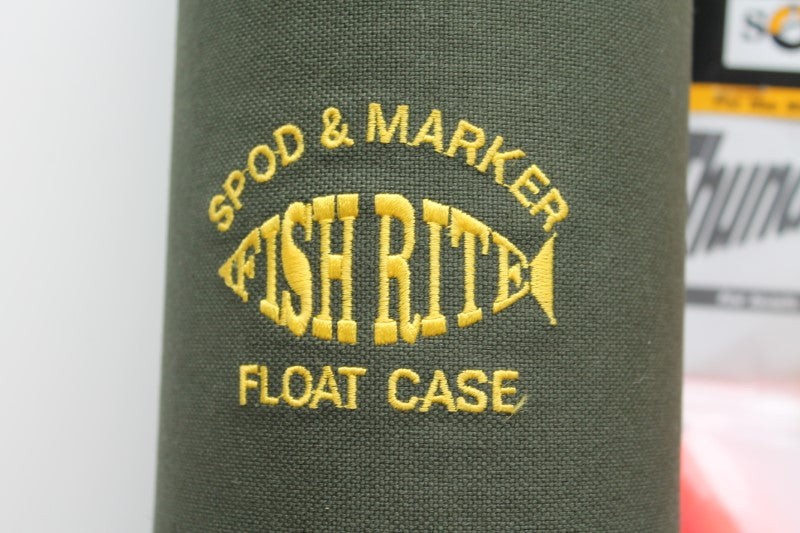 SPOD & MARKER
FISH RITE
FLOAT CASE